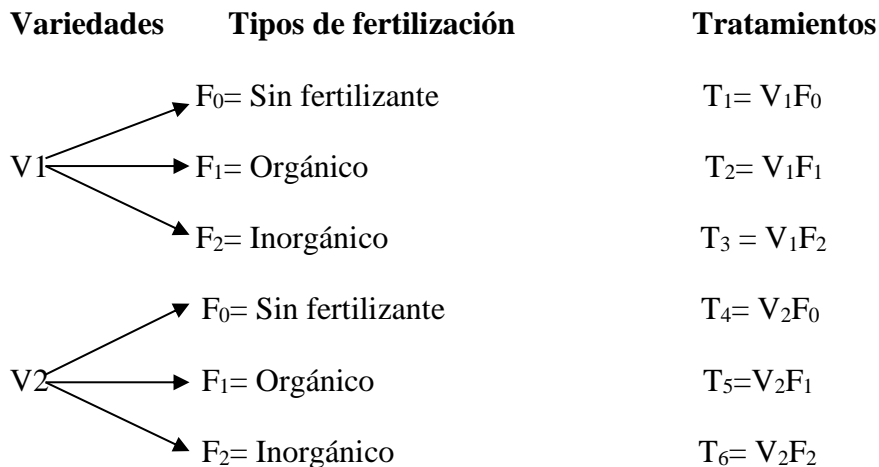 Variedades Tipos de fertilización Tratamientos
F₀= Sin fertilizante T₁= V₁F₀
V1 F₁= Orgánico T₂= V₁F₁
F₂= Inorgánico T₃ = V₁F₂
F₀= Sin fertilizante T₄= V₂F₀
V2 F₁= Orgánico T₅=V₂F₁
F₂= Inorgánico T₆= V₂F₂